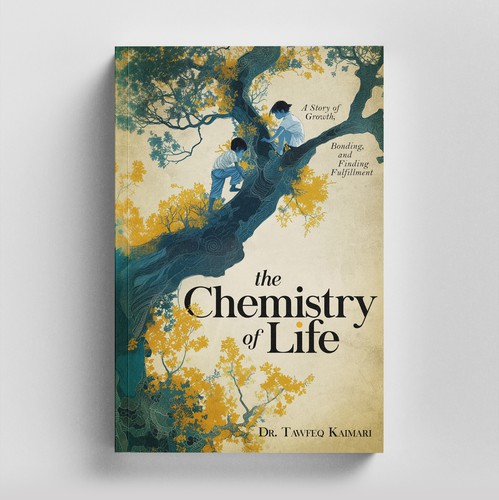 A Story of
Growth,
Bonding,
and
Finding
Fulfillment
the
Chemistry
of Life
Dr. Tawfeq Kaimari